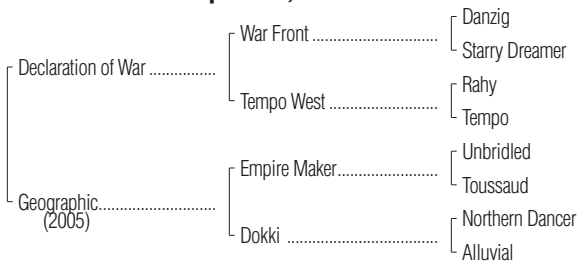 Declaration of War ................
War Front ..............................
Danzig
Starry Dreamer
Tempo West ..........................
Rahy
Tempo
Geographic............................
(2005)
Empire Maker........................
Unbridled
Toussaud
Dokki ....................................
Northern Dancer
Alluvial